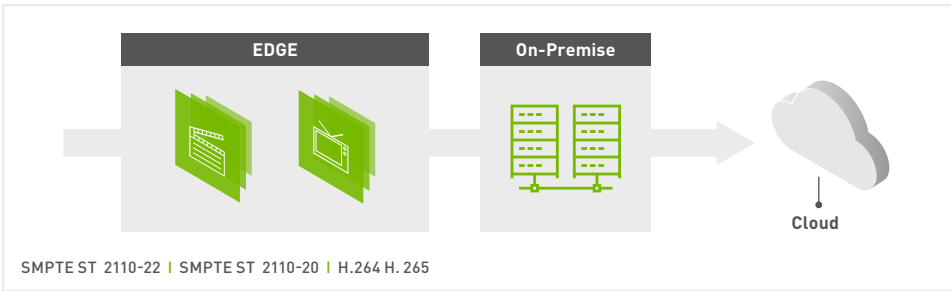 EDGE
On-Premise
Cloud
SMPTE ST 2110-22 | SMPTE ST 2110-20 | H.264 H. 265